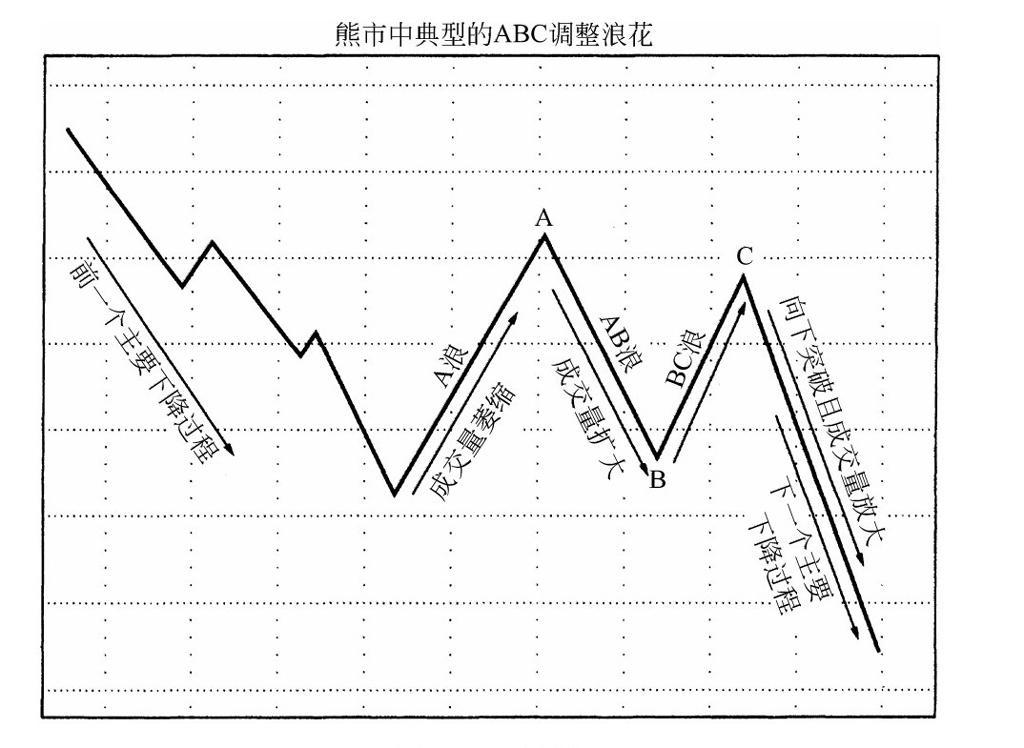 熊市中典型的ABC调整浪花
前一个主要下降过程
A浪
成交量萎缩
A
AB浪
成交量扩大
B
BC浪
C
向下突破且成交量放大
下一个主要
下降过程